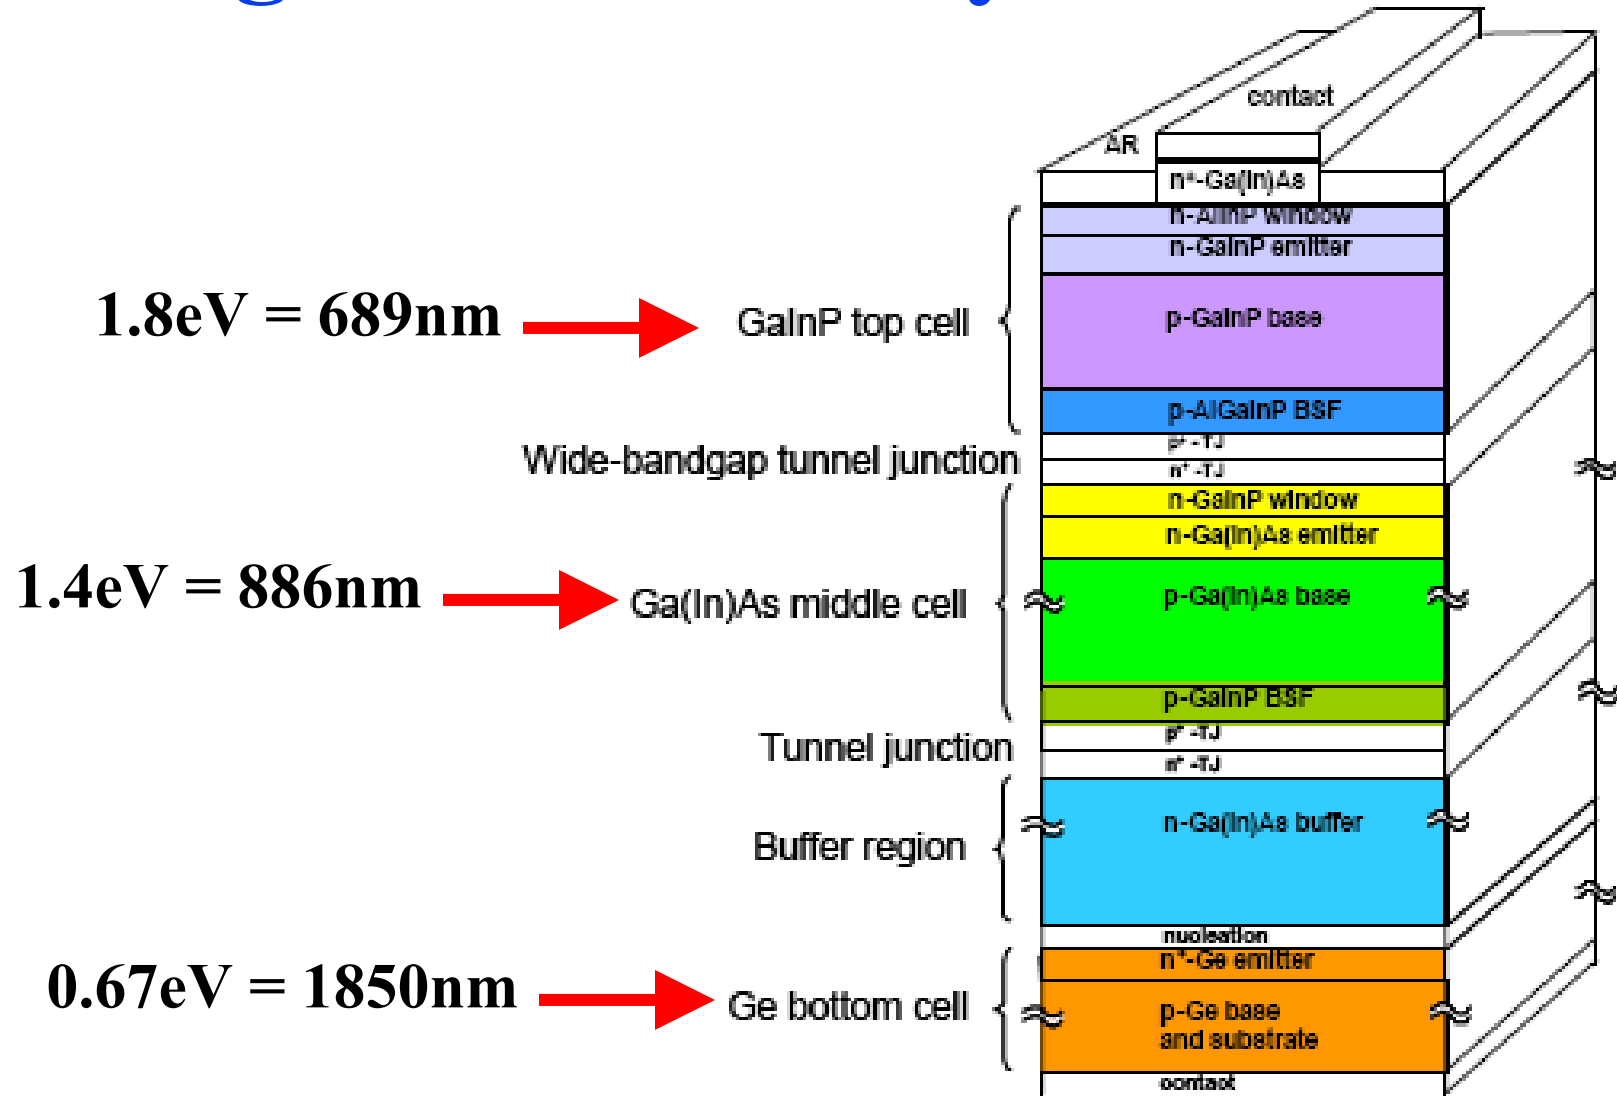 contact
AR
n+-Ga(In)As
n-AlInP window
n-GaInP emitter
1.8eV = 689nm
GaInP top cell
p-GaInP base
p-AlGaInP BSF
Wide-bandgap tunnel junction
p+ -TJ
n+ -TJ
n-GaInP window
n-Ga(In)As emitter
1.4eV = 886nm
Ga(In)As middle cell
p-Ga(In)As base
p-GaInP BSF
Tunnel junction
p+ -TJ
n+ -TJ
Buffer region
n-Ga(In)As buffer
nucleation
n+-Ge emitter
0.67eV = 1850nm
Ge bottom cell
p-Ge base
and substrate
contact